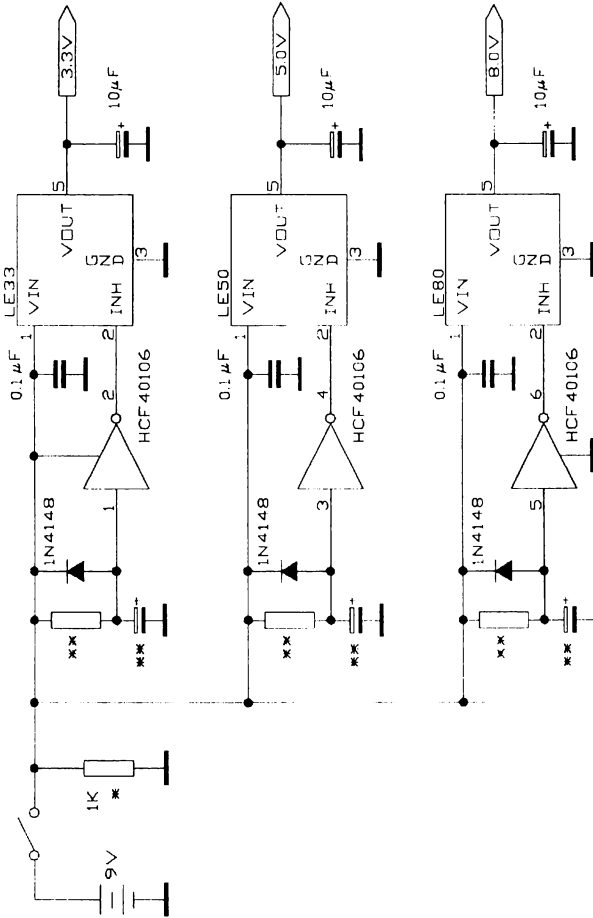 3.3V
10µF
+
5
VOUT
GND
3
LE33
VIN
INH
1
2
0.1µF
2
HCF40106
1
1N4148
**
+
**
1K
*
9V
5.0V
10µF
+
5
VOUT
GND
3
LE50
VIN
INH
1
2
0.1µF
4
HCF40106
3
1N4148
**
+
**
8.0V
10µF
+
5
VOUT
GND
3
LE80
VIN
INH
1
2
0.1µF
6
HCF40106
5
1N4148
**
+
**